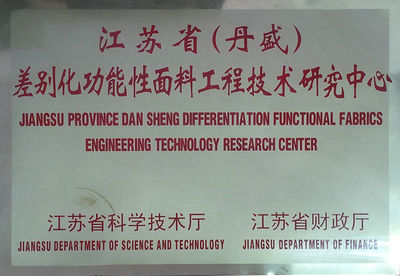 江苏省(丹盛)
差别化功能性面料工程技术研究中心
JIANGSU PROVINCE DAN SHENG DIFFERENTIATION FUNCTIONAL FABRICS
ENGINEERING TECHNOLOGY RESEARCH CENTER
江苏省科学技术厅 江苏省财政厅
JIANGSU DEPARTMENT OF SCIENCE AND TECHNOLOGY JIANGSU DEPARTMENT OF FINANCE